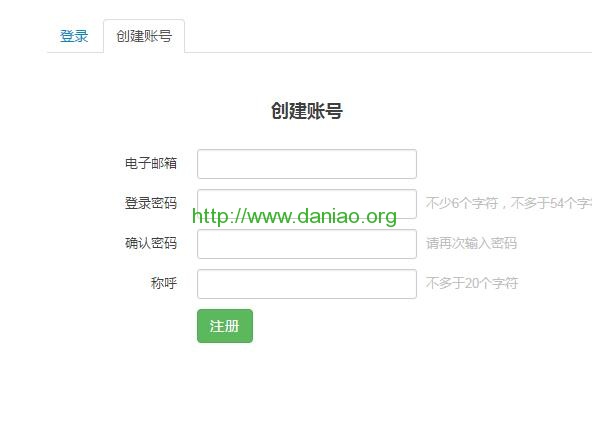 登录 创建账号
创建账号
电子邮箱
登录密码 不少6个字符，不多于54个字
http://www.daniao.org
确认密码 请再次输入密码
称呼 不多于20个字符
注册